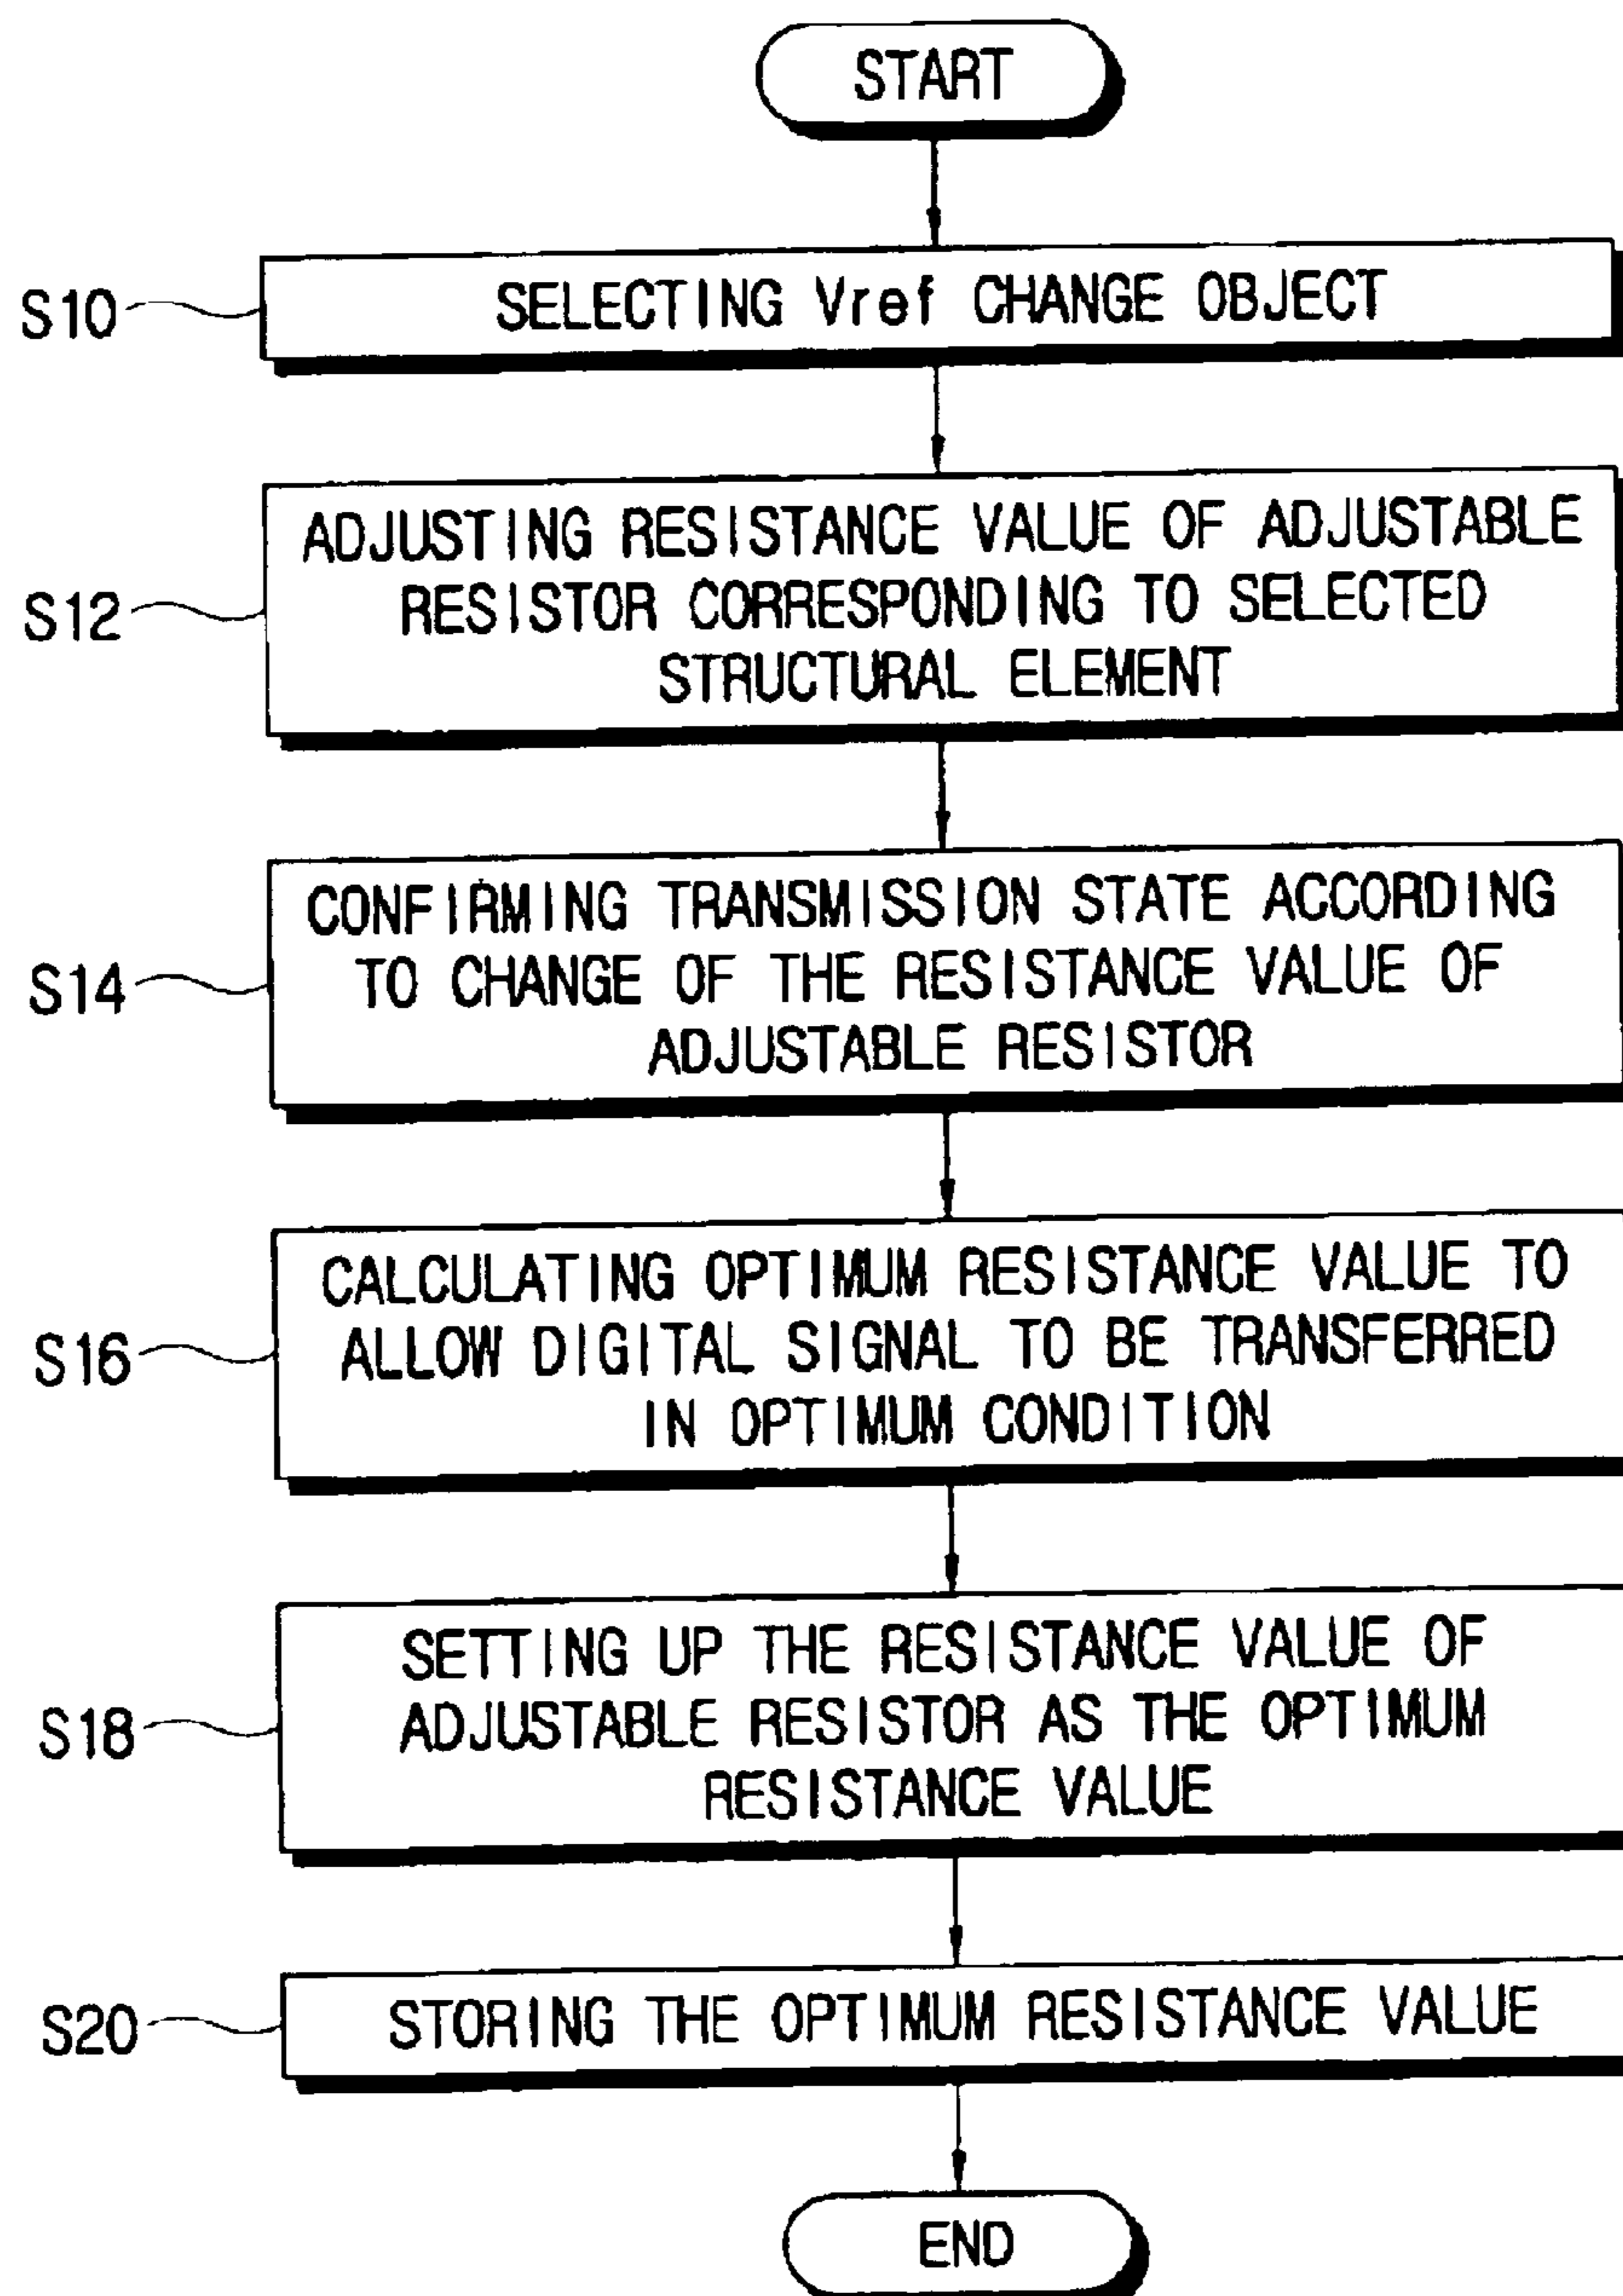 START
S10
SELECTING Vref CHANGE OBJECT
S12
ADJUSTING RESISTANCE VALUE OF ADJUSTABLE
RESISTOR CORRESPONDING TO SELECTED
STRUCTURAL ELEMENT
S14
CONFIRMING TRANSMISSION STATE ACCORDING
TO CHANGE OF THE RESISTANCE VALUE OF
ADJUSTABLE RESISTOR
S16
CALCULATING OPTIMUM RESISTANCE VALUE TO
ALLOW DIGITAL SIGNAL TO BE TRANSFERRED
IN OPTIMUM CONDITION
S18
SETTING UP THE RESISTANCE VALUE OF
ADJUSTABLE RESISTOR AS THE OPTIMUM
RESISTANCE VALUE
S20
STORING THE OPTIMUM RESISTANCE VALUE
END